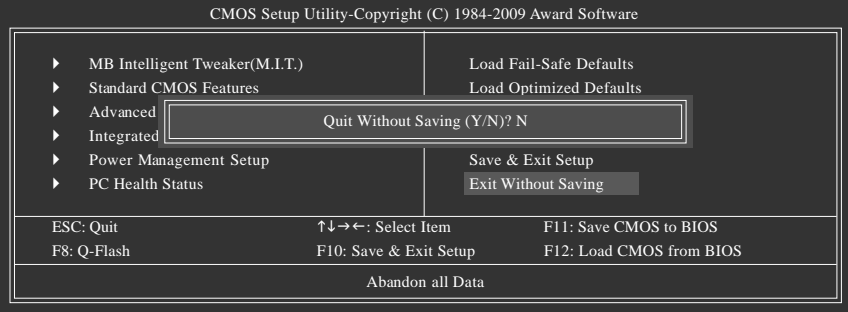 CMOS Setup Utility-Copyright (C) 1984-2009 Award Software
MB Intelligent Tweaker(M.I.T.)
Load Fail-Safe Defaults
Standard CMOS Features
Load Optimized Defaults
Advanced
Quit Without Saving (Y/N)? N
Integrated
Power Management Setup
Save & Exit Setup
PC Health Status
Exit Without Saving
ESC: Quit
↑↓→←: Select Item
F11: Save CMOS to BIOS
F8: Q-Flash
F10: Save & Exit Setup
F12: Load CMOS from BIOS
Abandon all Data